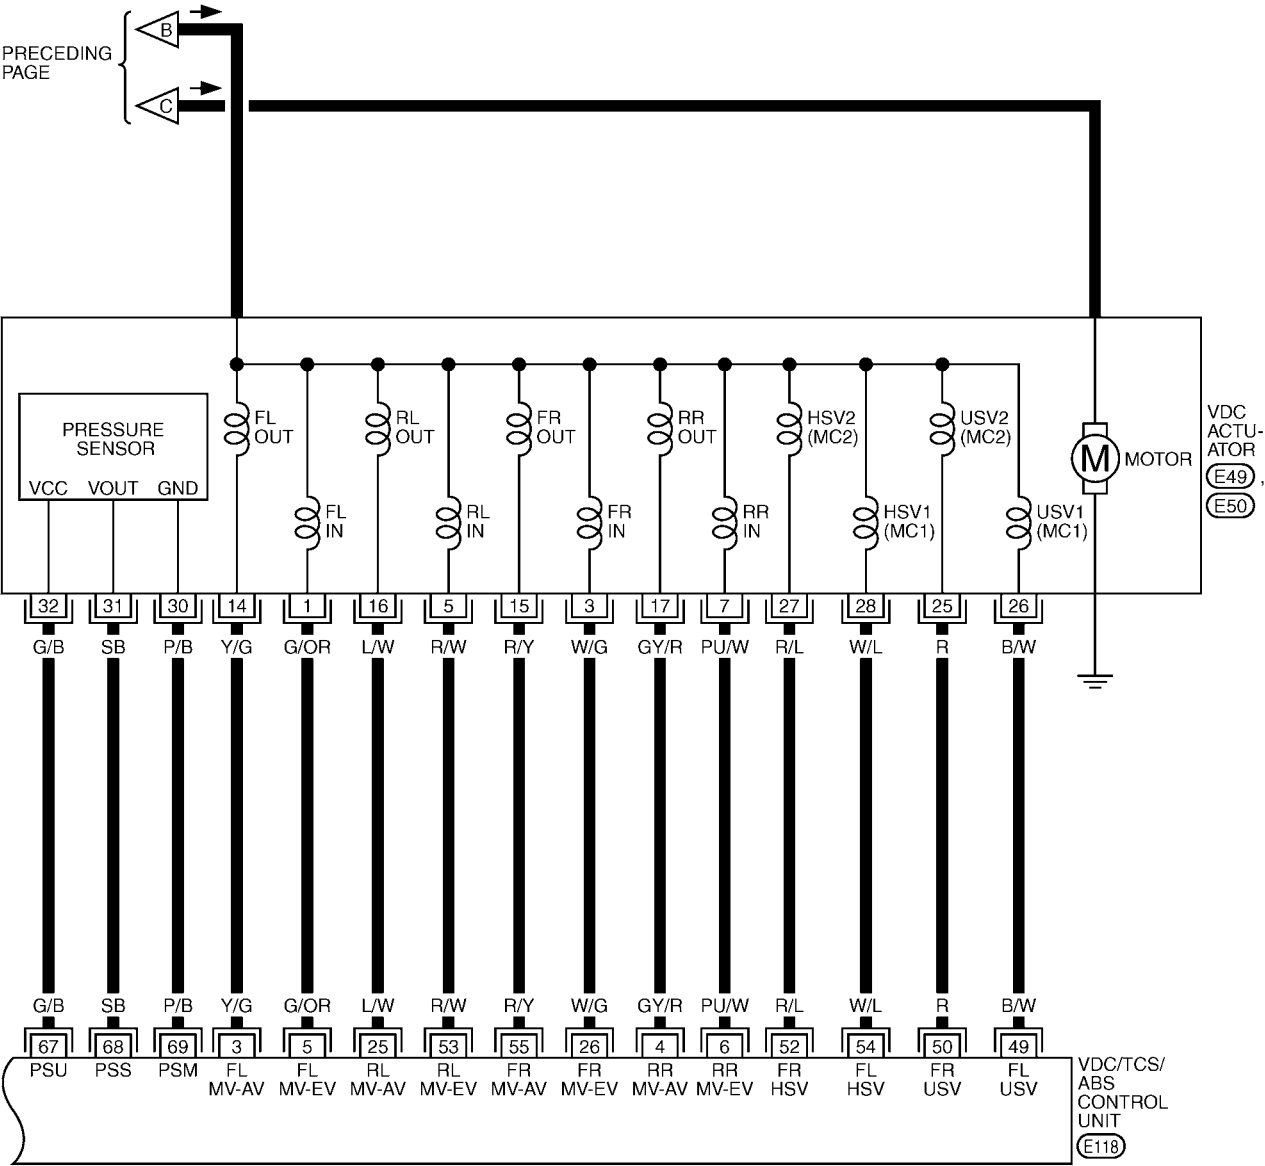 B
PRECEDING
PAGE
C
PRESSURE
SENSOR
VCC VOUT GND
FL
OUT
RL
OUT
FR
OUT
RR
OUT
HSV2
(MC2)
USV2
(MC2)
FL
IN
RL
IN
FR
IN
RR
IN
HSV1
(MC1)
USV1
(MC1)
M MOTOR
VDC
ACTU-
ATOR
E49 ,
E50
32 31 30 14 1 16 5 15 3 17 7 27 28 25 26
G/B SB P/B Y/G G/OR L/W R/W R/Y W/G GY/R PU/W R/L W/L R B/W
G/B SB P/B Y/G G/OR L/W R/W R/Y W/G GY/R PU/W R/L W/L R B/W
67 68 69 3 5 25 53 55 26 4 6 52 54 50 49
PSU PSS PSM FL FL RL RL FR FR RR RR FR FL FR FL
MV-AV MV-EV MV-AV MV-EV MV-AV MV-EV MV-AV MV-EV HSV HSV USV USV
VDC/TCS/
ABS
CONTROL
UNIT
E118